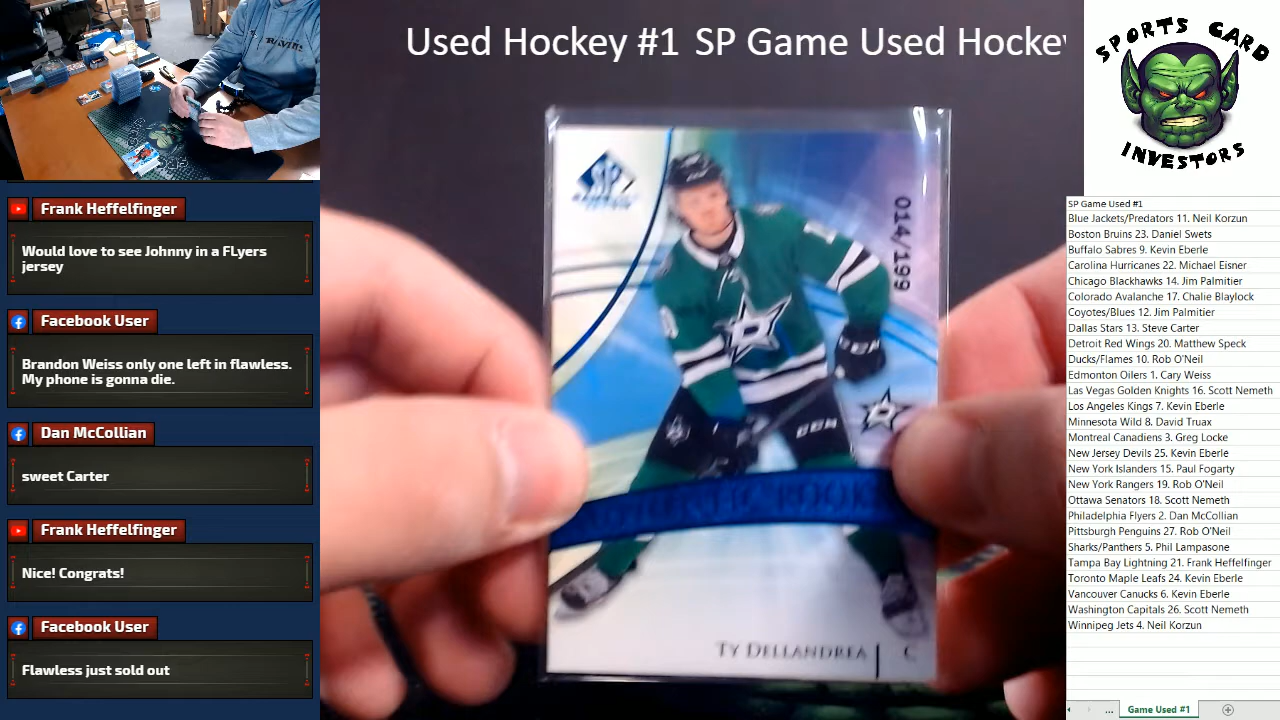 Used Hockey #1 SP Game Used Hockey
SPORTS CARD
INVESTORS
Frank Heffelfinger
Would love to see Johnny in a FLyers
jersey
Facebook User
Brandon Weiss only one left in flawless.
My phone is gonna die.
Dan McCollian
sweet Carter
Frank Heffelfinger
Nice! Congrats!
Facebook User
Flawless just sold out
SP
014/199
CCM
TY DELLANDREA | C
SP Game Used #1
Blue Jackets/Predators 11. Neil Korzun
Boston Bruins 23. Daniel Swets
Buffalo Sabres 9. Kevin Eberle
Carolina Hurricanes 22. Michael Eisner
Chicago Blackhawks 14. Jim Palmitier
Colorado Avalanche 17. Chalie Blaylock
Coyotes/Blues 12. Jim Palmitier
Dallas Stars 13. Steve Carter
Detroit Red Wings 20. Matthew Speck
Ducks/Flames 10. Rob O'Neil
Edmonton Oilers 1. Cary Weiss
Las Vegas Golden Knights 16. Scott Nemeth
Los Angeles Kings 7. Kevin Eberle
Minnesota Wild 8. David Truax
Montreal Canadiens 3. Greg Locke
New Jersey Devils 25. Kevin Eberle
New York Islanders 15. Paul Fogarty
New York Rangers 19. Rob O'Neil
Ottawa Senators 18. Scott Nemeth
Philadelphia Flyers 2. Dan McCollian
Pittsburgh Penguins 27. Rob O'Neil
Sharks/Panthers 5. Phil Lampasone
Tampa Bay Lightning 21. Frank Heffelfinger
Toronto Maple Leafs 24. Kevin Eberle
Vancouver Canucks 6. Kevin Eberle
Washington Capitals 26. Scott Nemeth
Winnipeg Jets 4. Neil Korzun
... Game Used #1